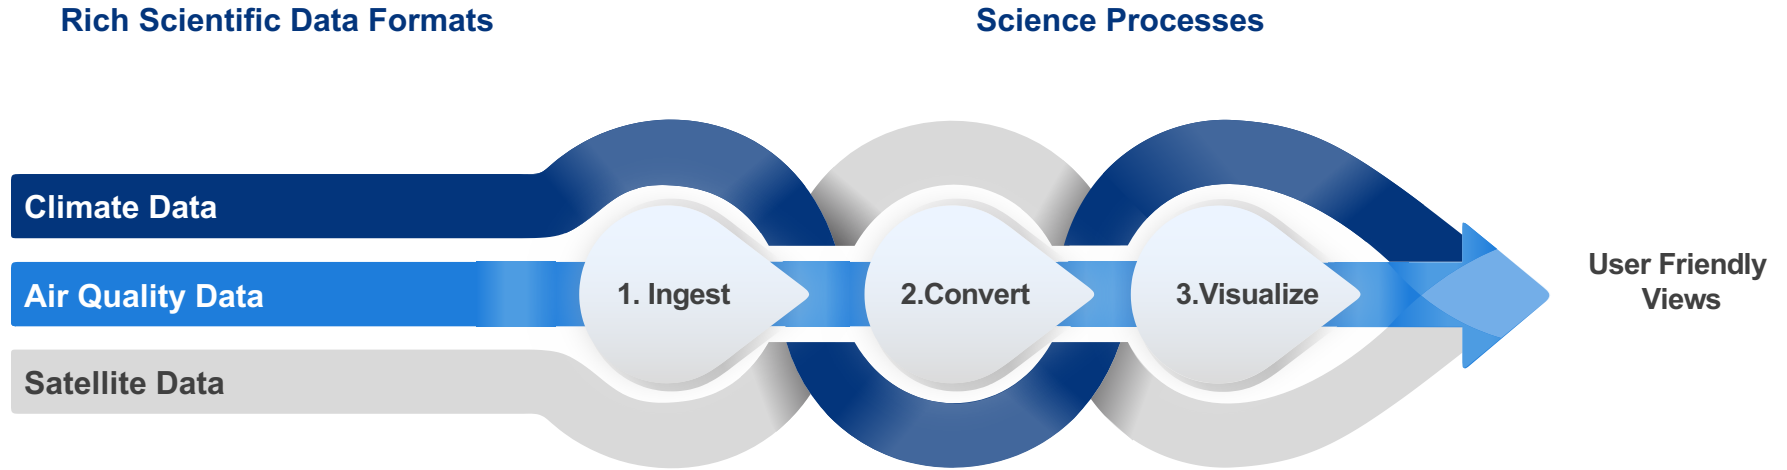 Rich Scientific Data Formats
Science Processes
Climate Data
Air Quality Data
Satellite Data
1. Ingest
2.Convert
3.Visualize
User Friendly
Views